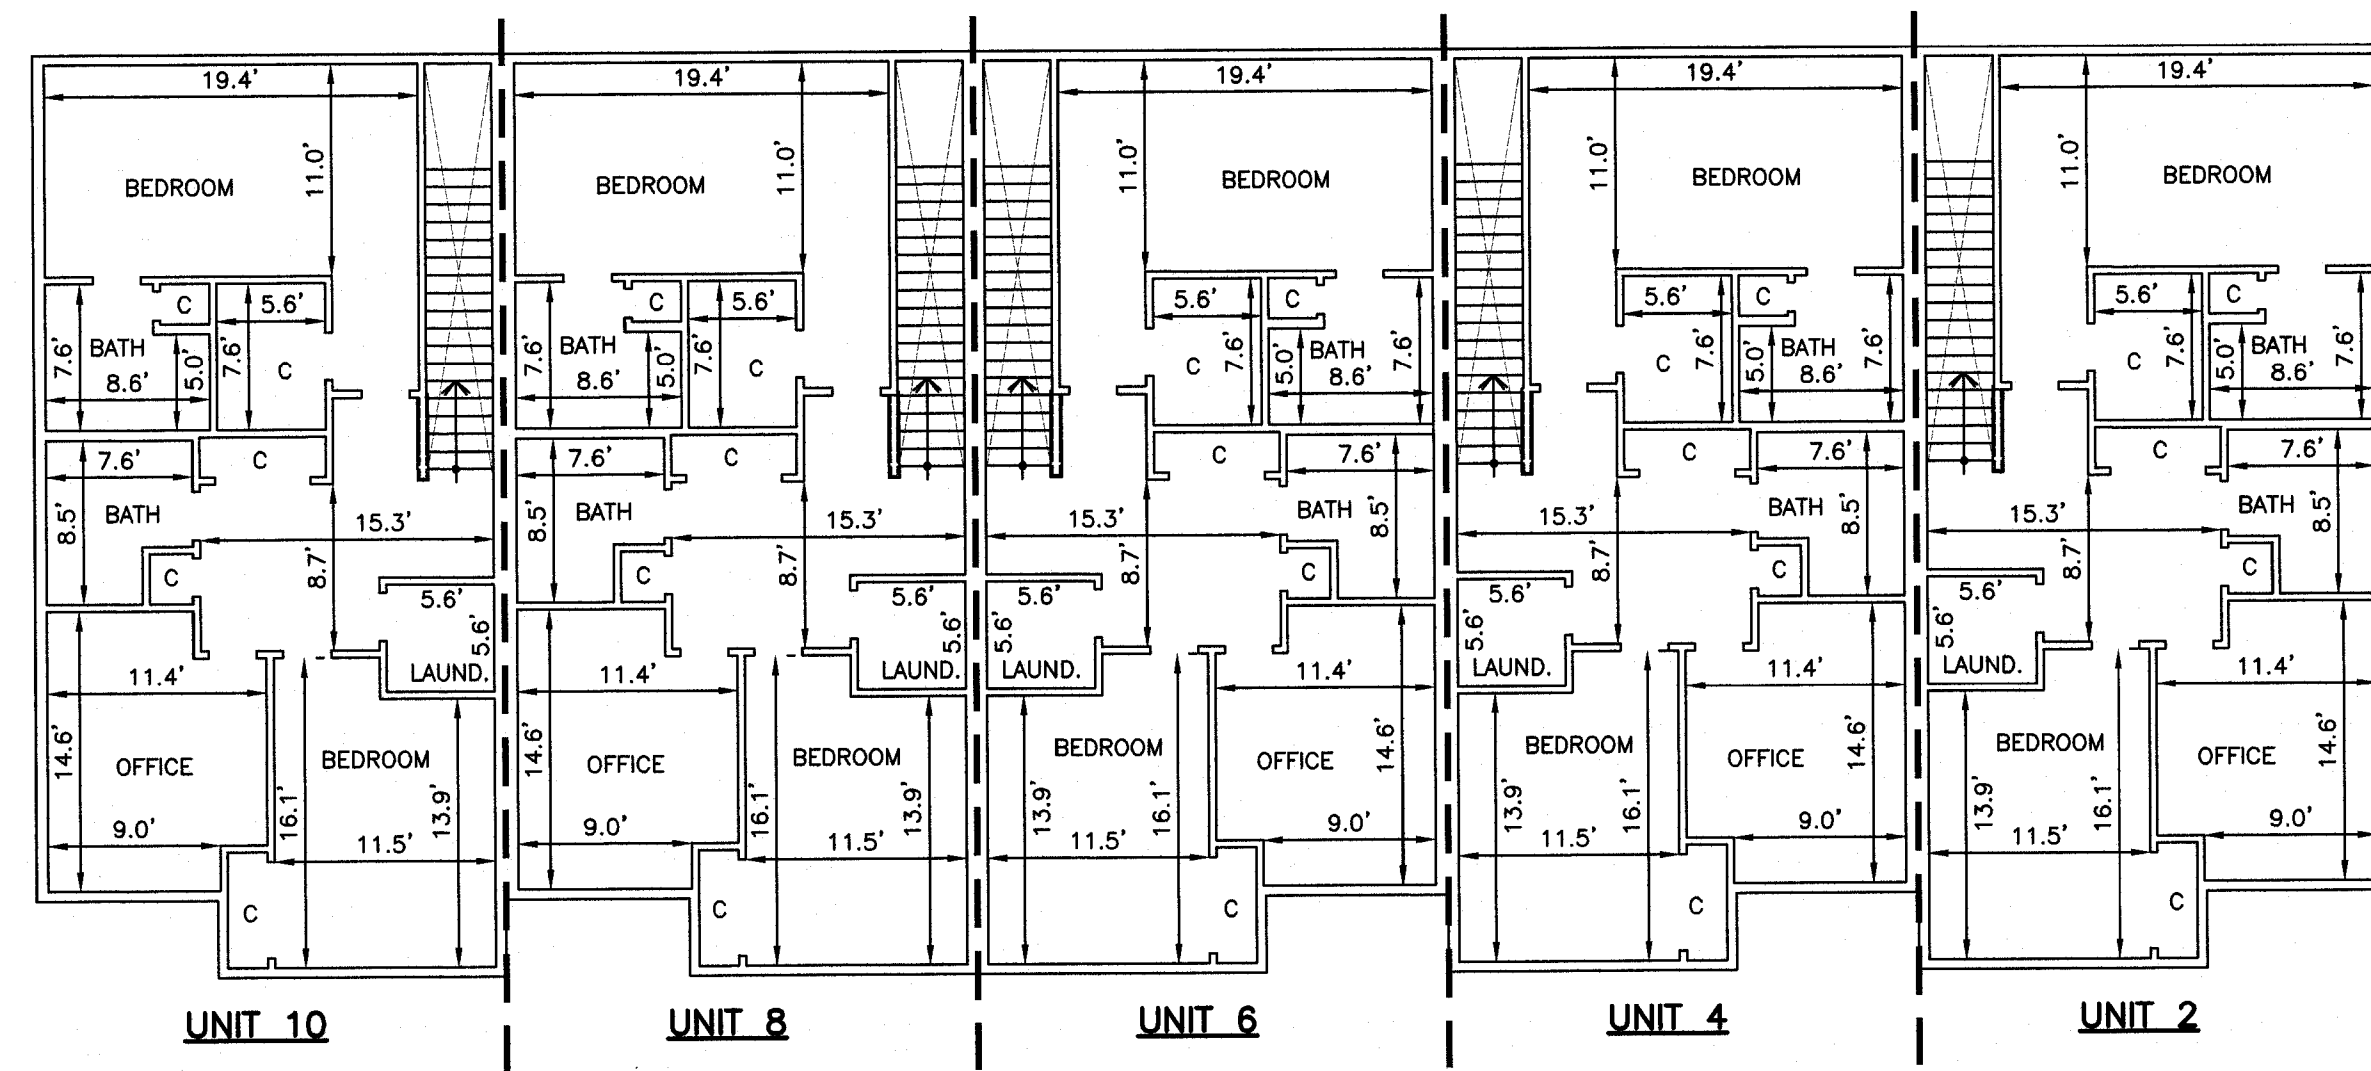 19.4' 19.4' 19.4' 19.4' 19.4'
11.0' 11.0' 11.0' 11.0' 11.0'
BEDROOM BEDROOM BEDROOM BEDROOM BEDROOM
C 5.6' C 5.6' 5.6' C 5.6' C 5.6' C
7.6' BATH 5.0' 7.6' C 7.6' BATH 5.0' 7.6' C C 7.6' 5.0' BATH 7.6' C 7.6' 5.0' BATH 7.6' C 7.6' 5.0' BATH 7.6'
8.6' 8.6' 8.6' 8.6' 8.6'
7.6' C 7.6' C C 7.6' C 7.6' C 7.6'
8.5' BATH 8.5' BATH BATH 8.5' BATH 8.5' BATH 8.5'
15.3' 15.3' 15.3' 15.3' 15.3'
C 8.7' C 8.7' 8.7' C 8.7' C 8.7' C
5.6' 5.6' 5.6' 5.6' 5.6'
5.6' 5.6' 5.6' 5.6' 5.6'
LAUND. LAUND. LAUND. LAUND. LAUND.
11.4' 11.4' 11.4' 11.4' 11.4'
14.6' OFFICE BEDROOM 14.6' OFFICE BEDROOM BEDROOM OFFICE 14.6' BEDROOM OFFICE 14.6' BEDROOM OFFICE 14.6'
16.1' 13.9' 16.1' 13.9' 13.9' 16.1' 13.9' 16.1' 13.9' 16.1'
9.0' 11.5' 9.0' 11.5' 11.5' 9.0' 11.5' 9.0' 11.5' 9.0'
C C C C C
UNIT 10 UNIT 8 UNIT 6 UNIT 4 UNIT 2